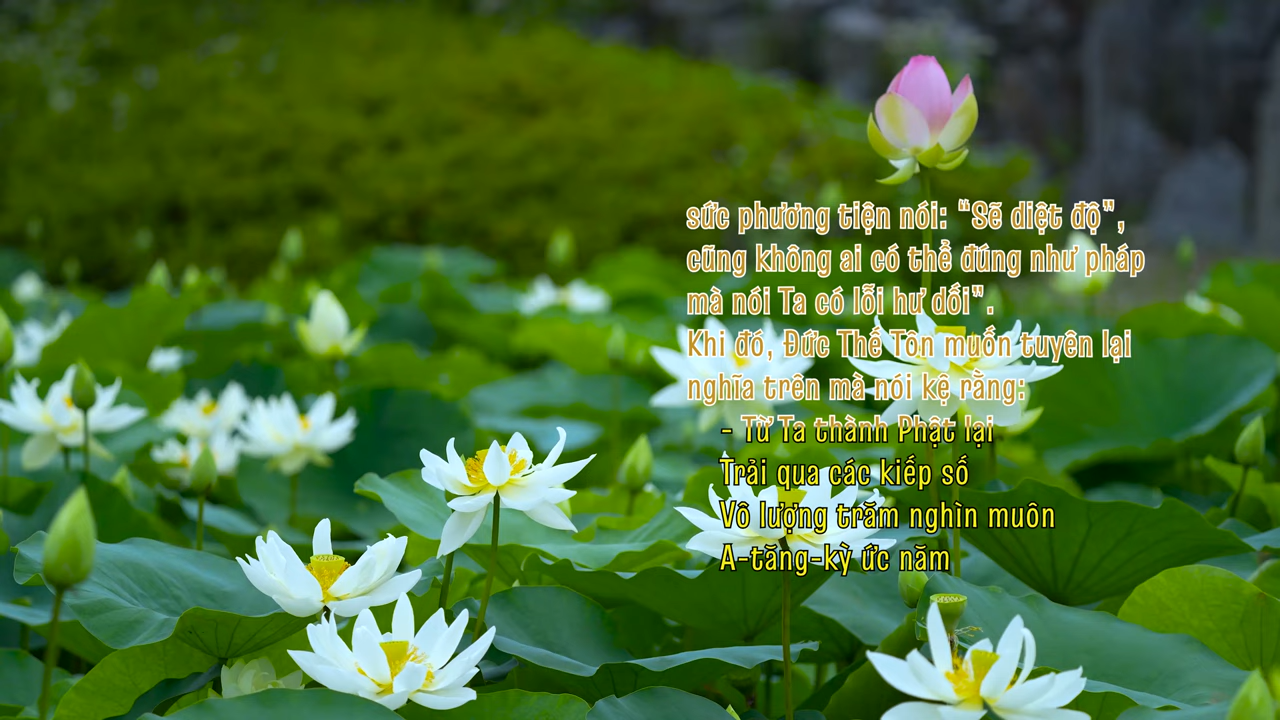 sức phương tiện nói: “Sẽ diệt độ”,
cũng không ai có thể đúng như pháp
mà nói Ta có lỗi hư dối”.
Khi đó, Đức Thế Tôn muốn tuyên lại
nghĩa trên mà nói kệ rằng:
- Từ Ta thành Phật lại
Trải qua các kiếp số
Vô lượng trăm nghìn muôn
A-tăng-kỳ ức năm